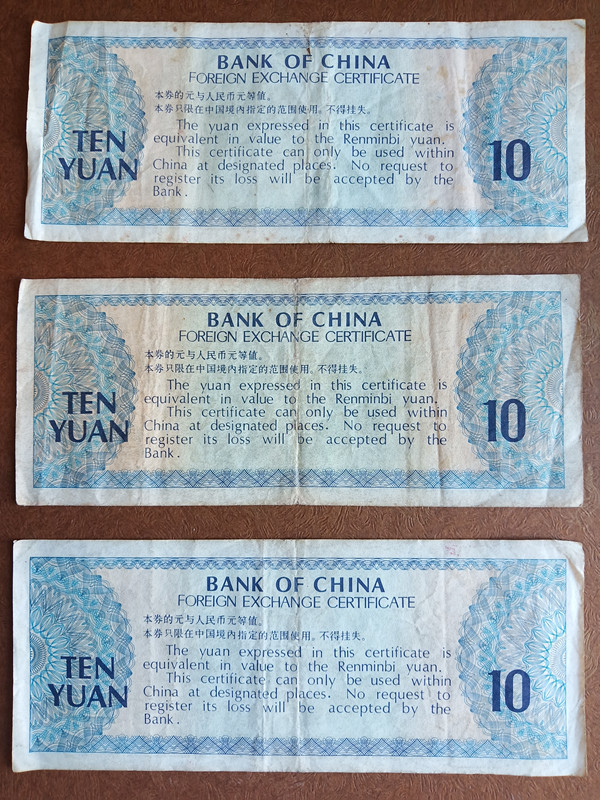 BANK OF CHINA
FOREIGN EXCHANGE CERTIFICATE
本券的元与人民币元等值。
本券只限在中国境内指定的范围使用。不得挂失。
The yuan expressed in this certificate is
equivalent in value to the Renminbi yuan.
This certificate can only be used within
China at designated places. No request to
register its loss will be accepted by the
Bank.
TEN
YUAN
10
BANK OF CHINA
FOREIGN EXCHANGE CERTIFICATE
本券的元与人民币元等值。
本券只限在中国境内指定的范围使用。不得挂失。
The yuan expressed in this certificate is
equivalent in value to the Renminbi yuan.
This certificate can only be used within
China at designated places. No request to
register its loss will be accepted by the
Bank.
TEN
YUAN
10
BANK OF CHINA
FOREIGN EXCHANGE CERTIFICATE
本券的元与人民币元等值。
本券只限在中国境内指定的范围使用。不得挂失。
The yuan expressed in this certificate is
equivalent in value to the Renminbi yuan.
This certificate can only be used within
China at designated places. No request to
register its loss will be accepted by the
Bank.
TEN
YUAN
10